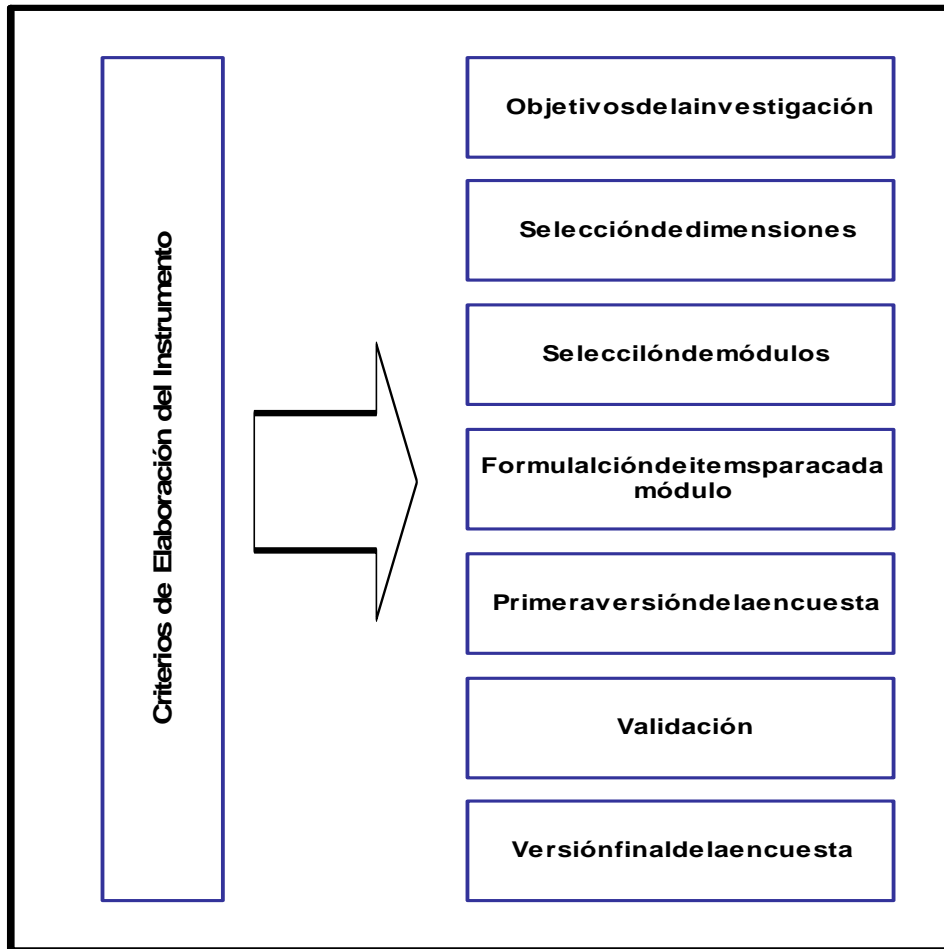 Criterios de Elaboración del Instrumento
Objetivosdelainvestigación
Seleccióndedimensiones
Seleccilóndemódulos
Formulalcióndeitemsparacada
módulo
Primeraversióndelaencuesta
Validación
Versiónfinaldelaencuesta